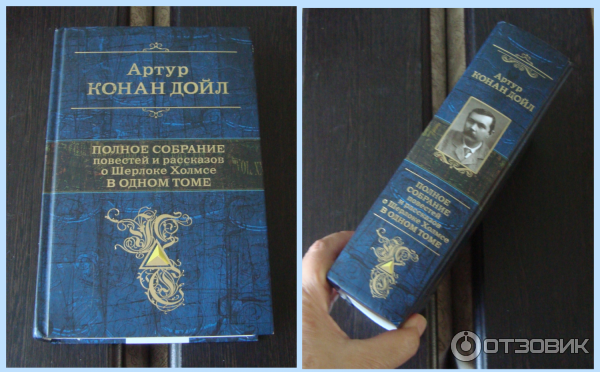 Артур
КОНАН ДОЙЛ
ПОЛНОЕ СОБРАНИЕ
повестей и рассказов
о Шерлоке Холмсе
В ОДНОМ ТОМЕ
Артур
КОНАН ДОЙЛ
ПОЛНОЕ
СОБРАНИЕ
повестей
и рассказов
о Шерлоке Холмсе
В ОДНОМ ТОМЕ
ОТЗОВИК